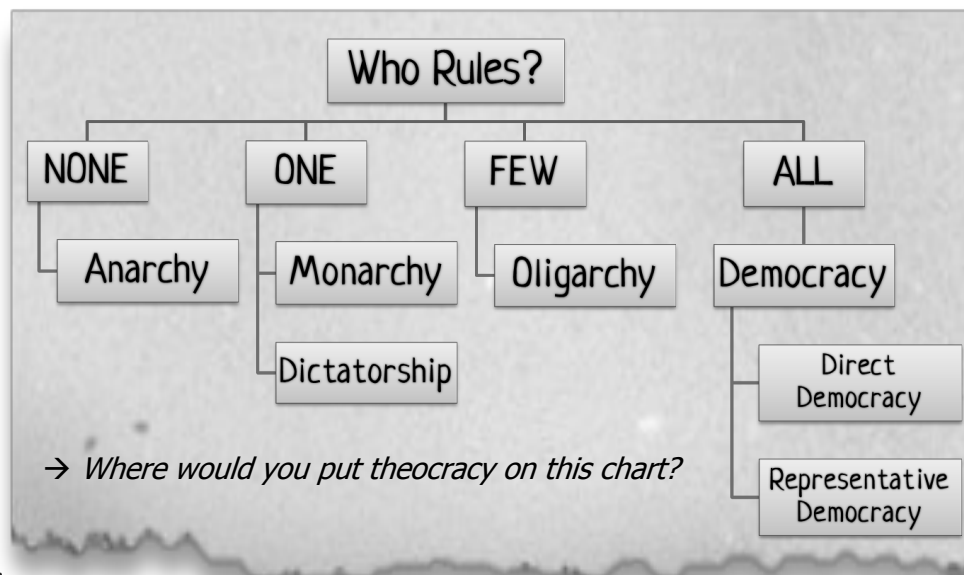 Who Rules?
NONE
ONE
FEW
ALL
Anarchy
Monarchy
Oligarchy
Democracy
Dictatorship
Direct
Democracy
→ Where would you put theocracy on this chart?
Representative
Democracy